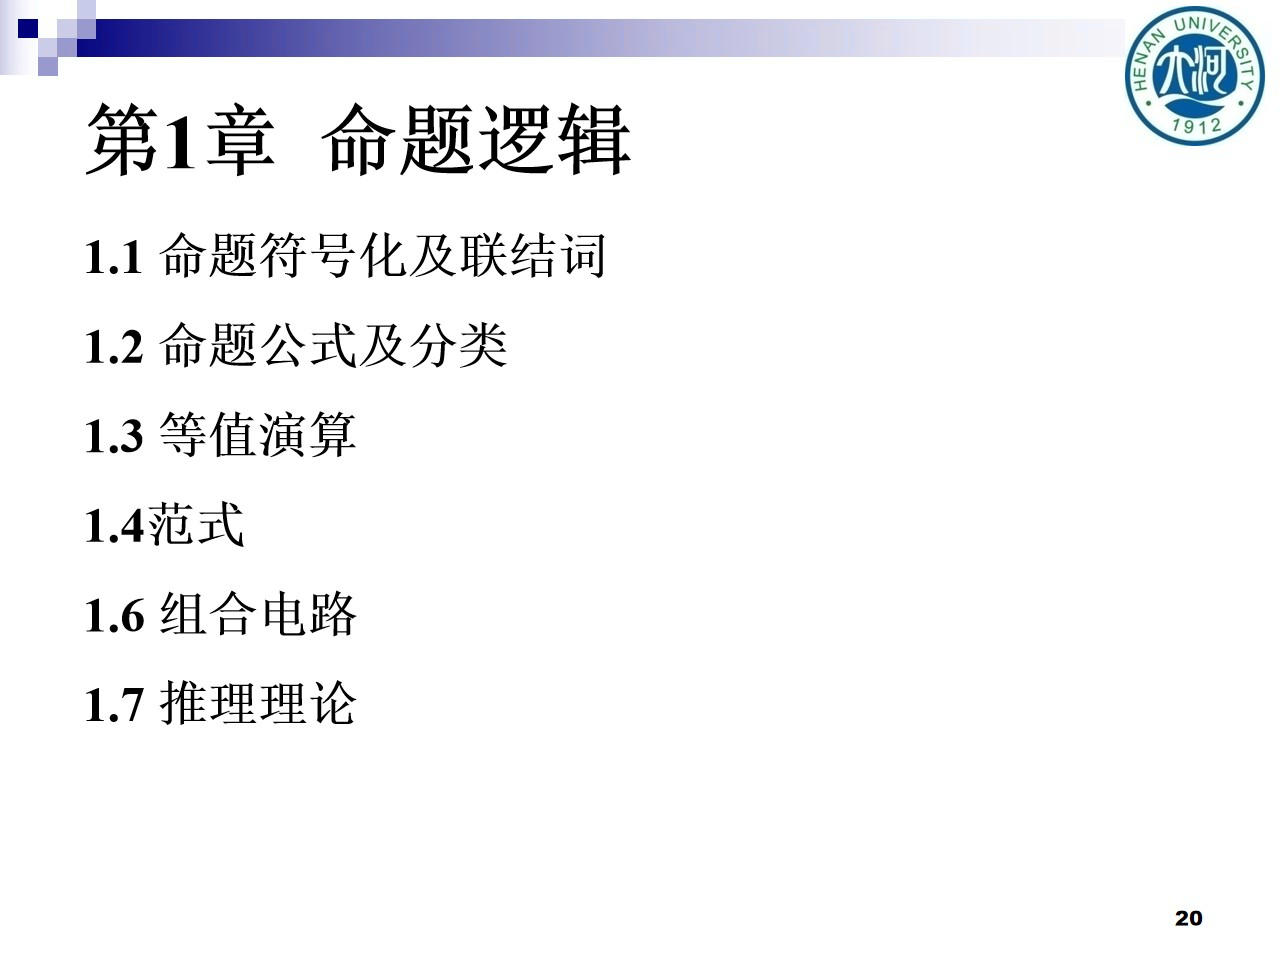 HENAN UNIVERSITY
大河
1912
第1章 命题逻辑
1.1 命题符号化及联结词
1.2 命题公式及分类
1.3 等值演算
1.4范式
1.6 组合电路
1.7 推理理论
20